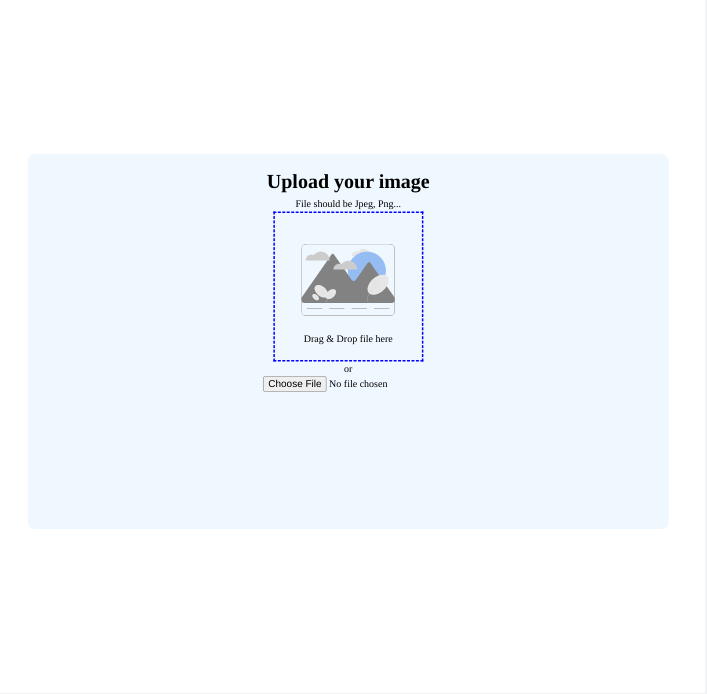 Upload your image
File should be Jpeg, Png...
Drag & Drop file here
or
Choose File No file chosen